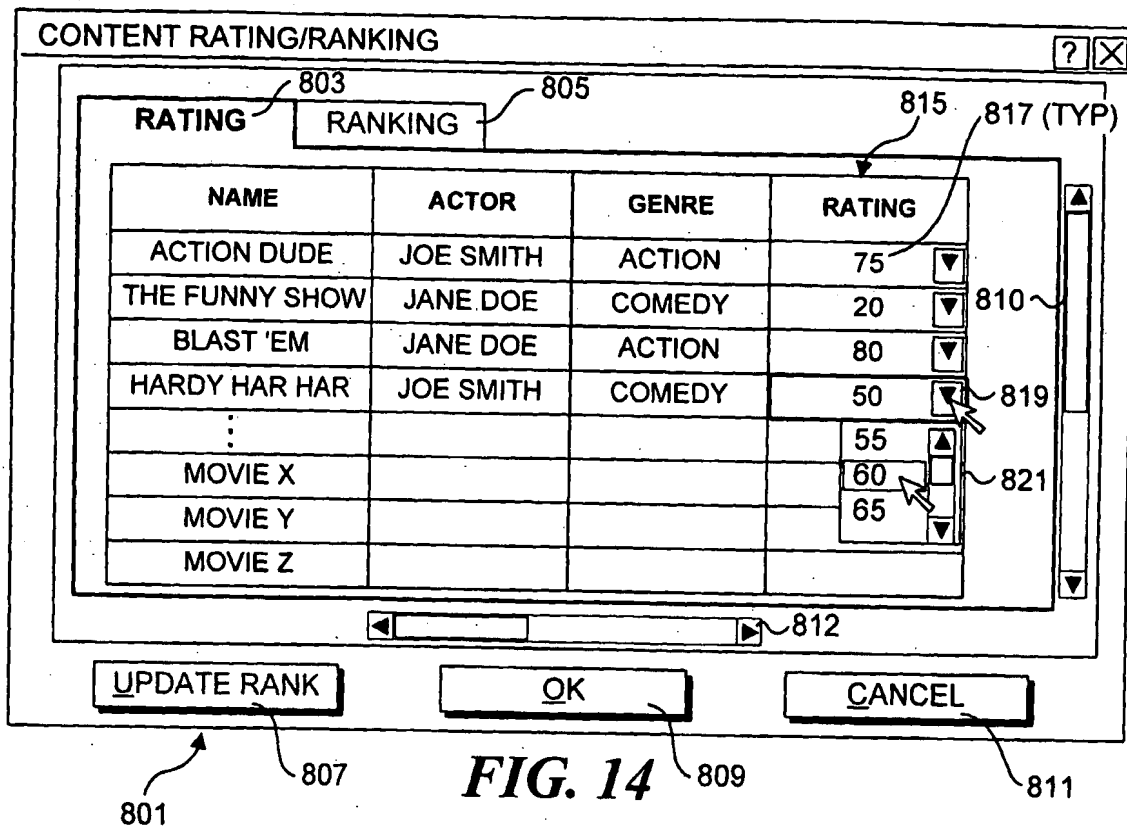 CONTENT RATING/RANKING ? X
803 805 815 817 (TYP)
RATING RANKING
NAME ACTOR GENRE RATING
ACTION DUDE JOE SMITH ACTION 75
THE FUNNY SHOW JANE DOE COMEDY 20 810
BLAST 'EM JANE DOE ACTION 80
HARDY HAR HAR JOE SMITH COMEDY 50 819
55
MOVIE X 60 821
MOVIE Y 65
MOVIE Z
812
UPDATE RANK OK CANCEL
801 807 FIG. 14 809 811